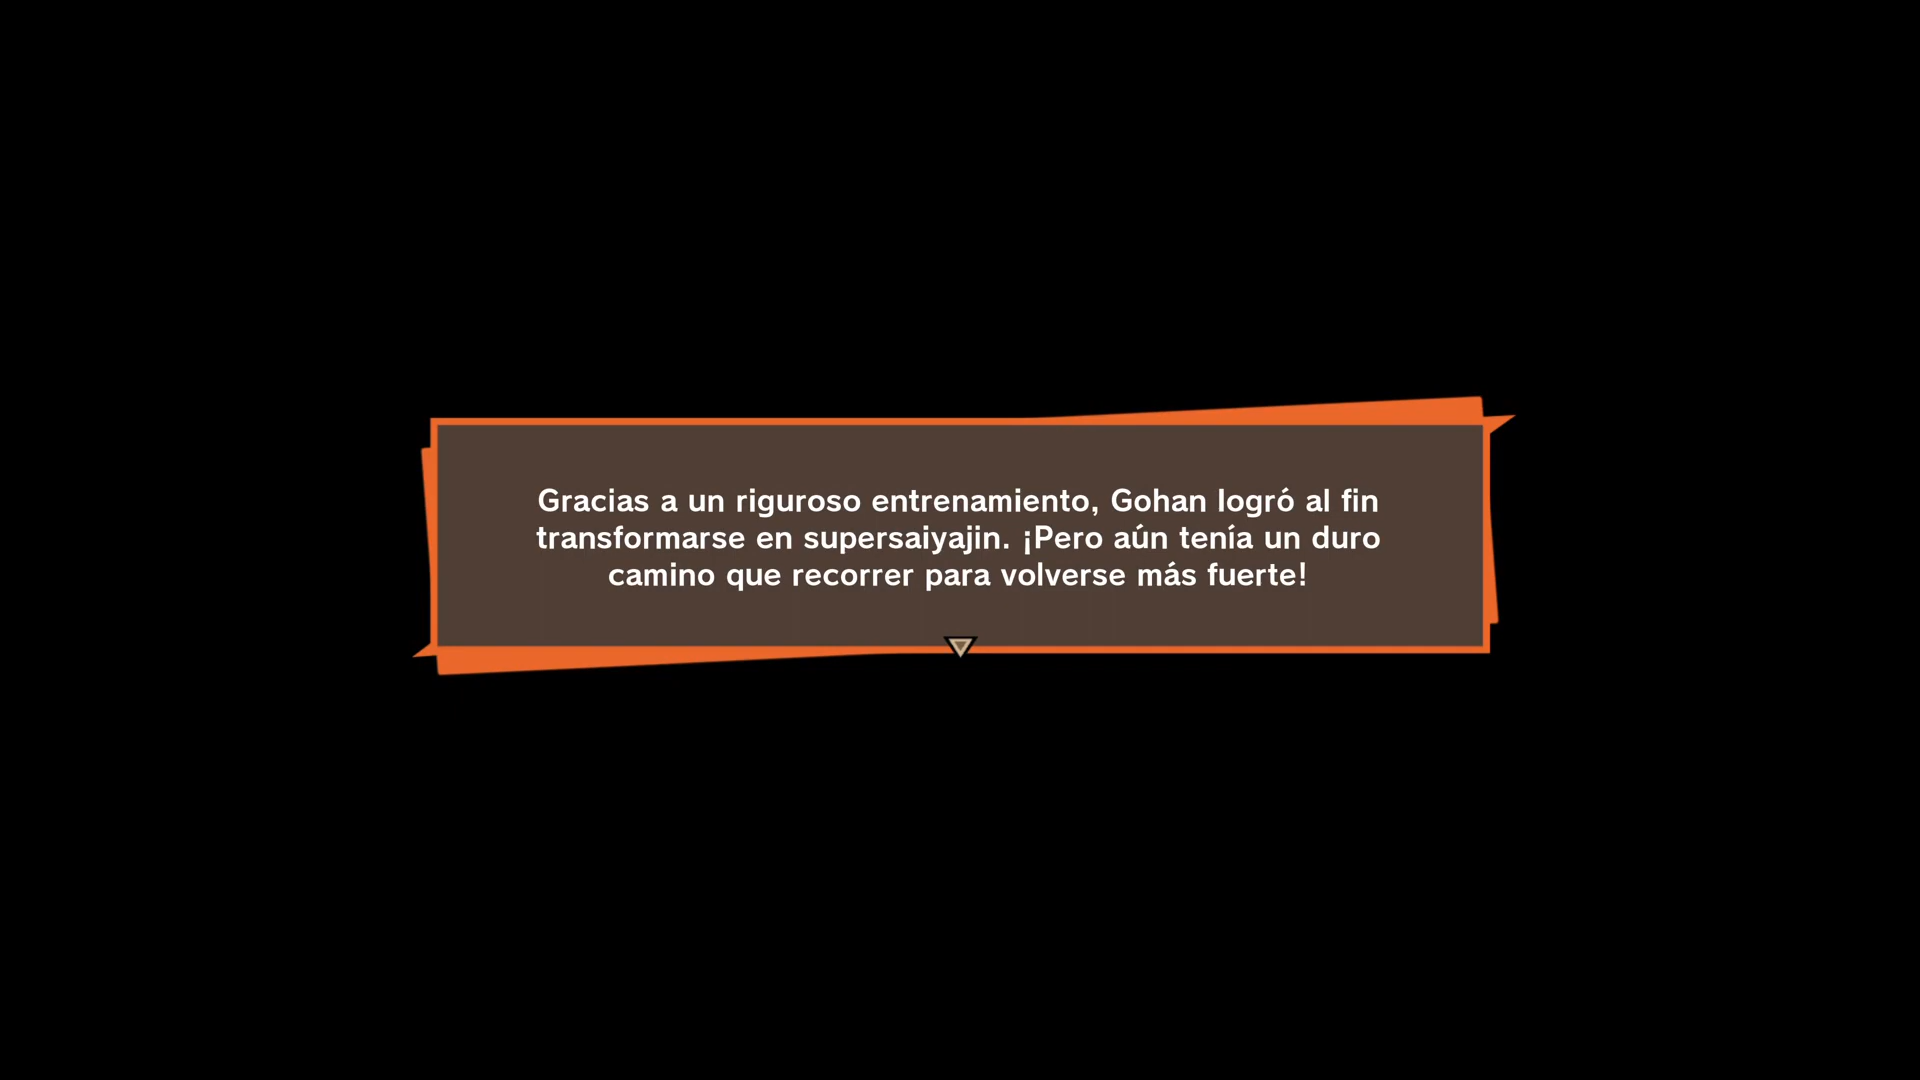 Gracias a un riguroso entrenamiento, Gohan logró al fin
transformarse en supersaiyajin. ¡Pero aún tenía un duro
camino que recorrer para volverse más fuerte!